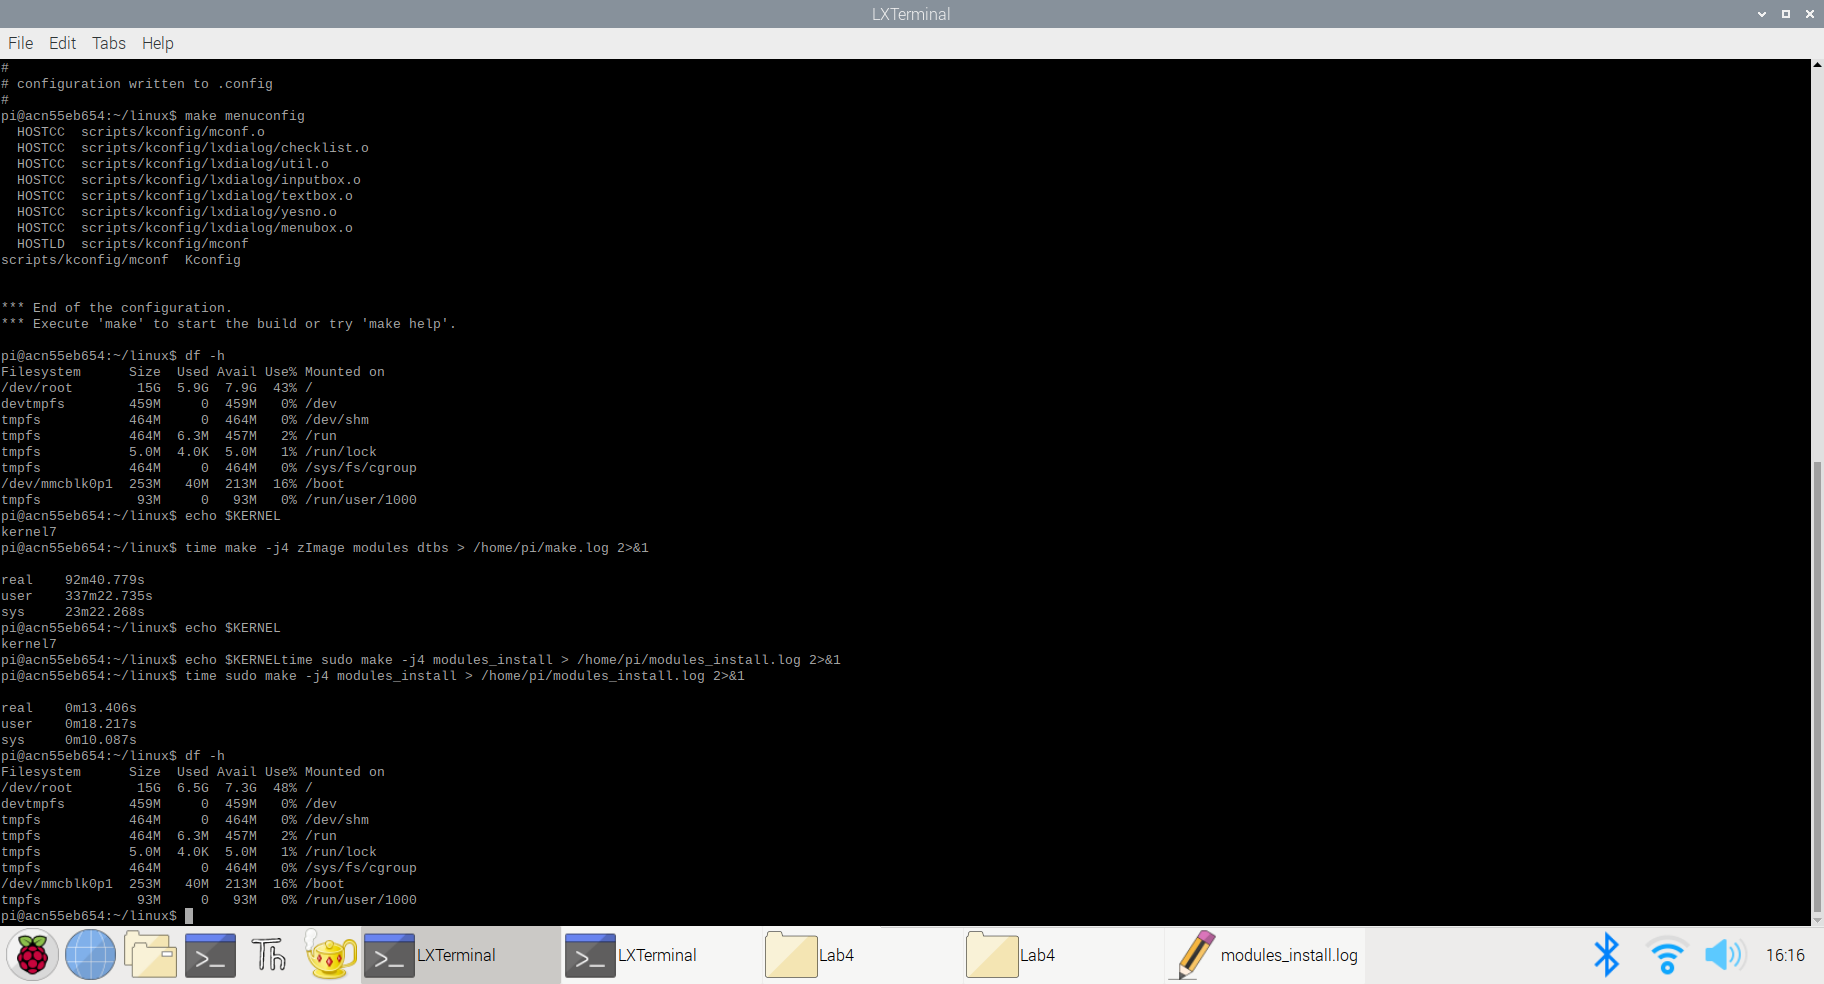 LXTerminal
File Edit Tabs Help
#
# configuration written to .config
#
pi@acn55eb654:~/linux$ make menuconfig
  HOSTCC  scripts/kconfig/mconf.o
  HOSTCC  scripts/kconfig/lxdialog/checklist.o
  HOSTCC  scripts/kconfig/lxdialog/util.o
  HOSTCC  scripts/kconfig/lxdialog/inputbox.o
  HOSTCC  scripts/kconfig/lxdialog/textbox.o
  HOSTCC  scripts/kconfig/lxdialog/yesno.o
  HOSTCC  scripts/kconfig/lxdialog/menubox.o
  HOSTLD  scripts/kconfig/mconf
scripts/kconfig/mconf  Kconfig
*** End of the configuration.
*** Execute 'make' to start the build or try 'make help'.
pi@acn55eb654:~/linux$ df -h
Filesystem      Size  Used Avail Use% Mounted on
/dev/root        15G  5.9G  7.9G  43% /
devtmpfs        459M     0  459M   0% /dev
tmpfs           464M     0  464M   0% /dev/shm
tmpfs           464M  6.3M  457M   2% /run
tmpfs           5.0M  4.0K  5.0M   1% /run/lock
tmpfs           464M     0  464M   0% /sys/fs/cgroup
/dev/mmcblk0p1  253M   40M  213M  16% /boot
tmpfs            93M     0   93M   0% /run/user/1000
pi@acn55eb654:~/linux$ echo $KERNEL
kernel7
pi@acn55eb654:~/linux$ time make -j4 zImage modules dtbs > /home/pi/make.log 2>&1
real    92m40.779s
user    337m22.735s
sys     23m22.268s
pi@acn55eb654:~/linux$ echo $KERNEL
kernel7
pi@acn55eb654:~/linux$ echo $KERNELtime sudo make -j4 modules_install > /home/pi/modules_install.log 2>&1
pi@acn55eb654:~/linux$ time sudo make -j4 modules_install > /home/pi/modules_install.log 2>&1
real    0m13.406s
user    0m18.217s
sys     0m10.087s
pi@acn55eb654:~/linux$ df -h
Filesystem      Size  Used Avail Use% Mounted on
/dev/root        15G  6.5G  7.3G  48% /
devtmpfs        459M     0  459M   0% /dev
tmpfs           464M     0  464M   0% /dev/shm
tmpfs           464M  6.3M  457M   2% /run
tmpfs           5.0M  4.0K  5.0M   1% /run/lock
tmpfs           464M     0  464M   0% /sys/fs/cgroup
/dev/mmcblk0p1  253M   40M  213M  16% /boot
tmpfs            93M     0   93M   0% /run/user/1000
pi@acn55eb654:~/linux$
>_ Th >_ LXTerminal >_ LXTerminal Lab4 Lab4 modules_install.log 16:16